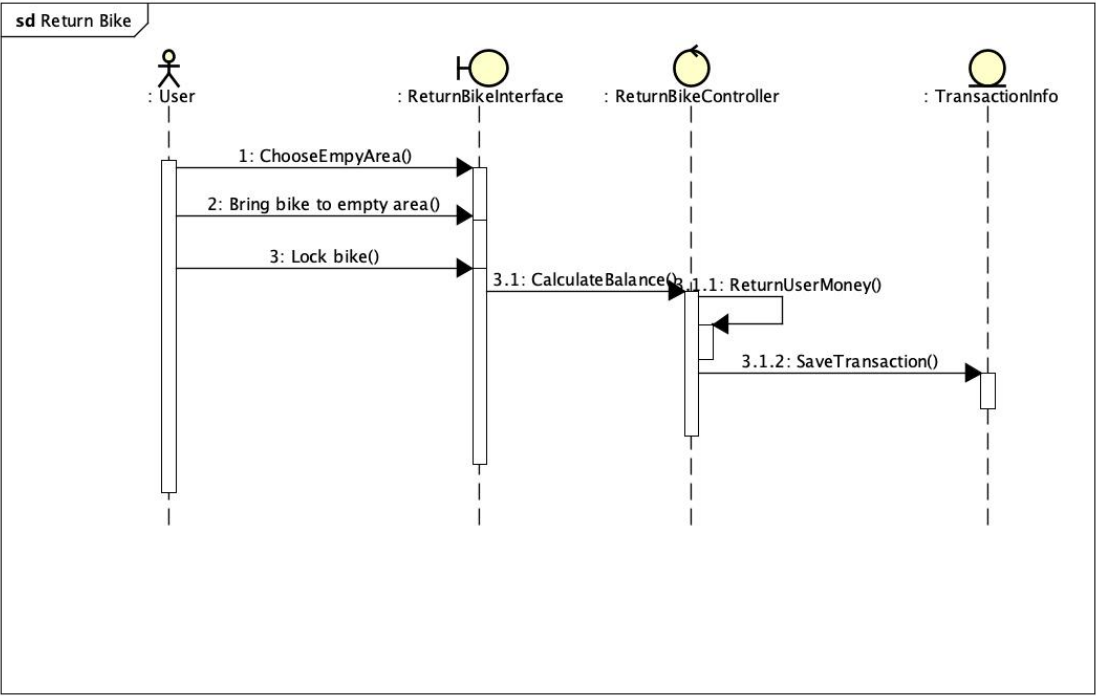 sd Return Bike
: User
: ReturnBikeInterface
: ReturnBikeController
: TransactionInfo
1: ChooseEmpyArea()
2: Bring bike to empty area()
3: Lock bike()
3.1: CalculateBalance()
3.1.1: ReturnUserMoney()
3.1.2: SaveTransaction()